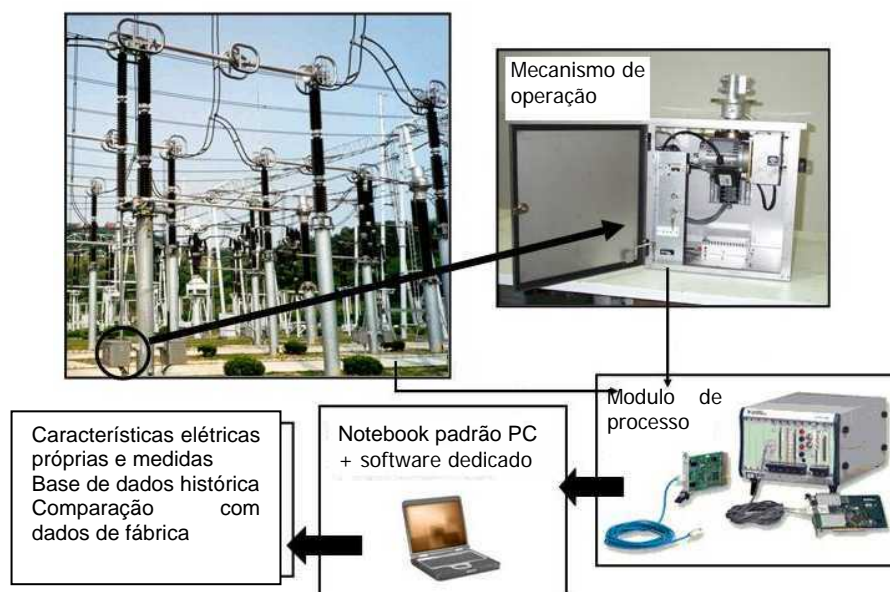 Mecanismo de
operação
Modulo de
processo
Notebook padrão PC
+ software dedicado
Característícas elétricas
próprias e medidas
Base de dados histórica
Comparação com
dados de fábrica